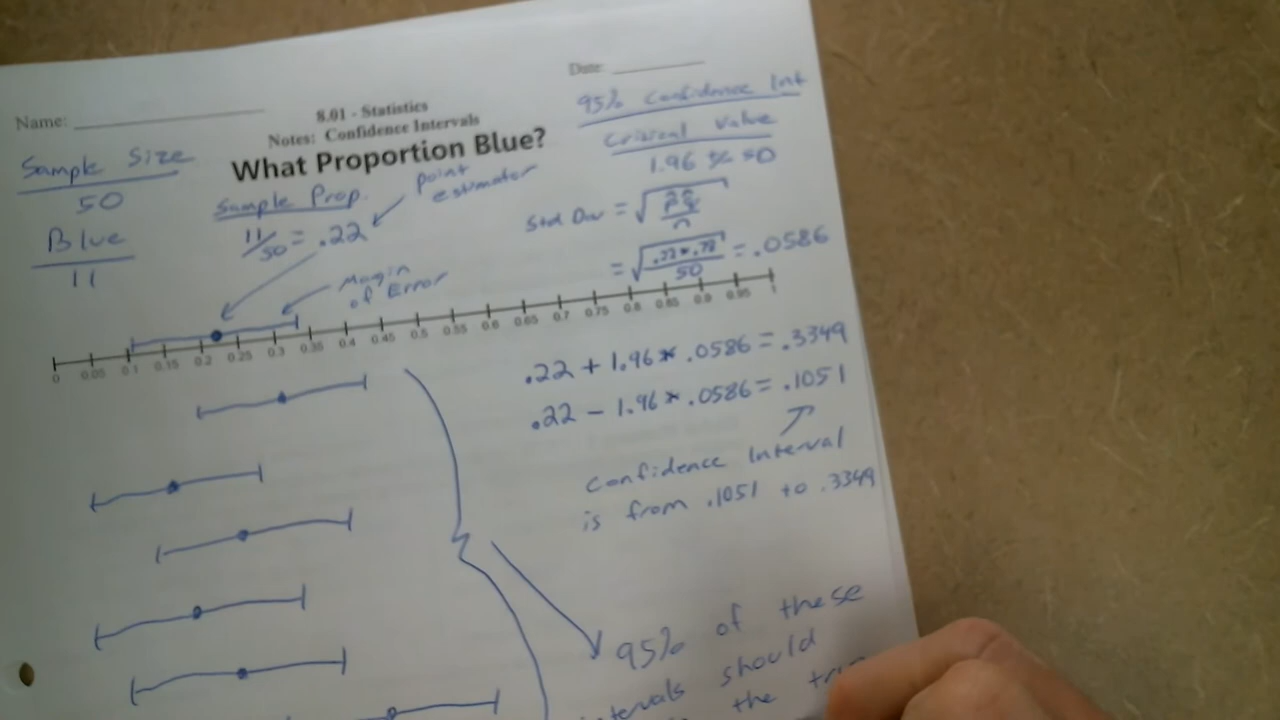 Name:
Date:
8.01 - Statistics
Notes: Confidence Intervals
What Proportion Blue?
Sample Size
50
Blue
11
Sample Prop.
11/50 = .22
point
estimator
Margin
of Error
95% Confidence Int
Critical Value
1.96
Std Dev = √(p̂q̂/n)
= √(.22*.78/50) = .0586
0 0.05 0.1 0.15 0.2 0.25 0.3 0.35 0.4 0.45 0.5 0.55 0.6 0.65 0.7 0.75 0.8 0.85 0.9 0.95 1
.22 + 1.96 * .0586 = .3349
.22 - 1.96 * .0586 = .1051
Confidence Interval
is from .1051 to .3349
95% of these
should
the